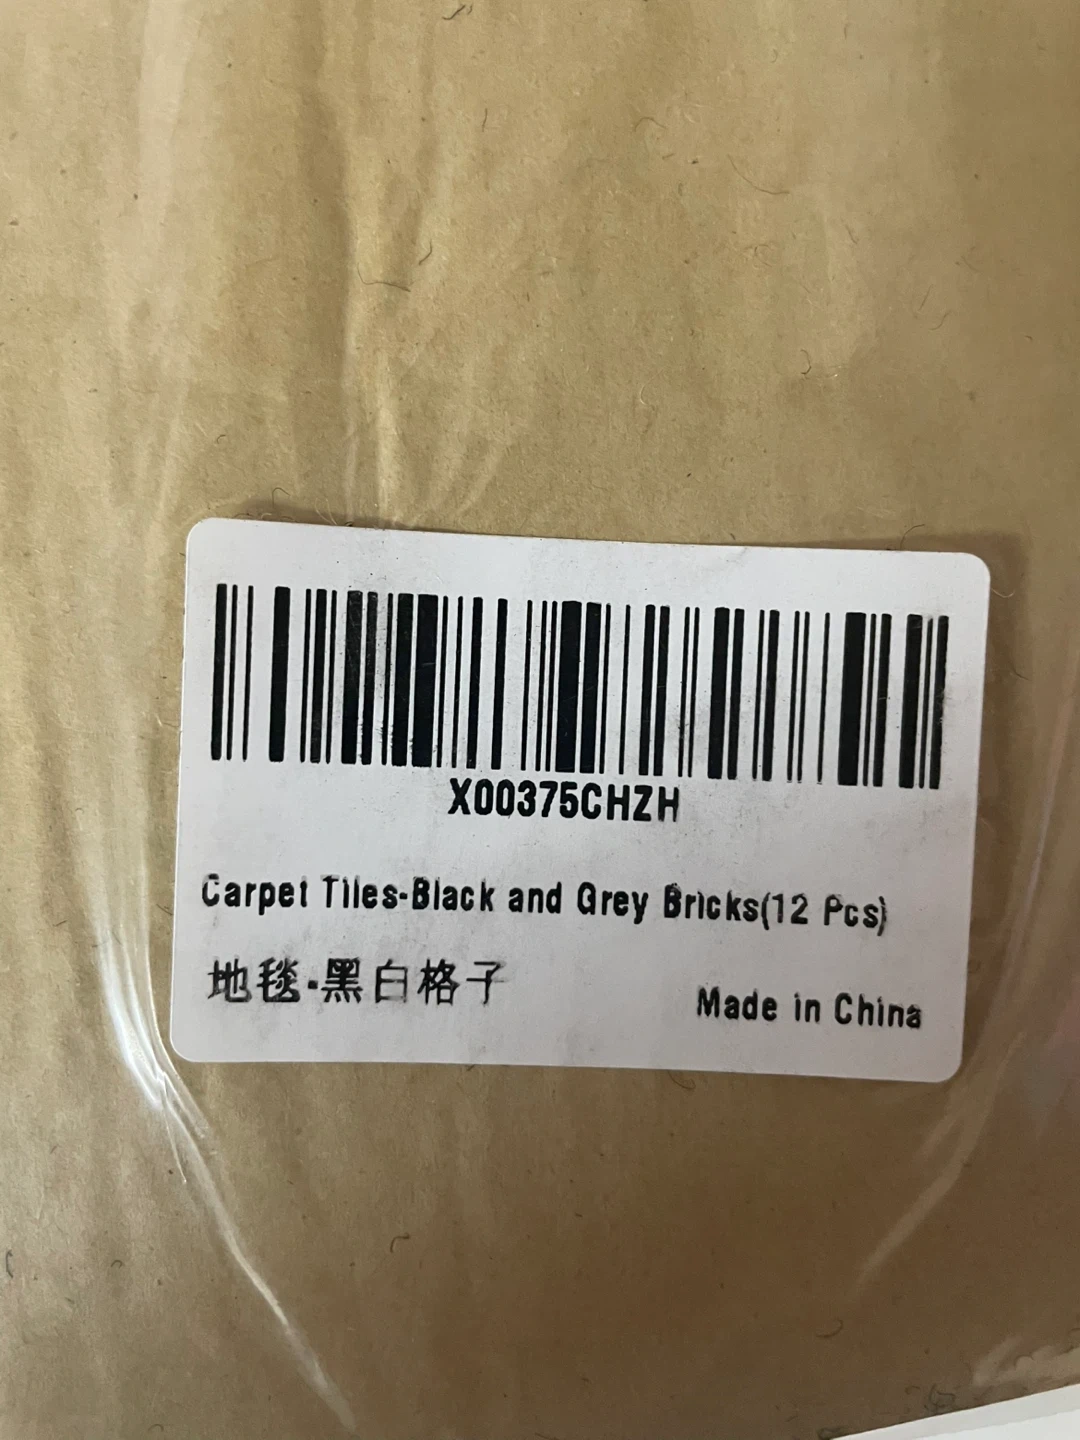 X00375CHZH
Carpet Tiles-Black and Grey Bricks(12 Pcs)
地毯-黑白格子
Made in China